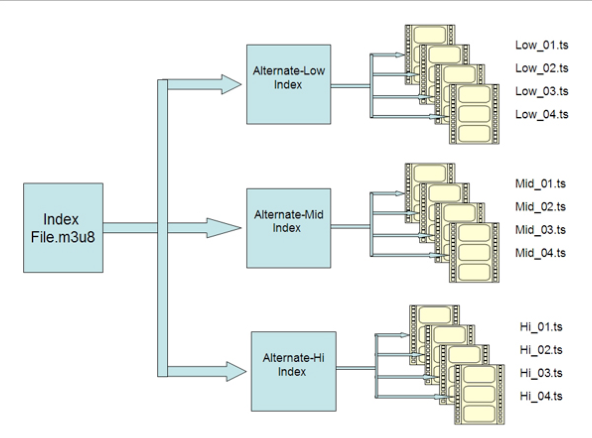 Index
File.m3u8
Alternate-Low
Index
Low_01.ts
Low_02.ts
Low_03.ts
Low_04.ts
Alternate-Mid
Index
Mid_01.ts
Mid_02.ts
Mid_03.ts
Mid_04.ts
Alternate-Hi
Index
Hi_01.ts
Hi_02.ts
Hi_03.ts
Hi_04.ts